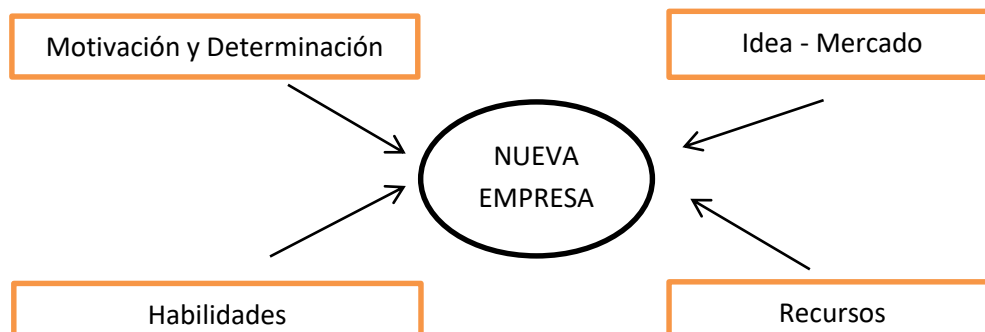 Motivación y Determinación
Idea - Mercado
NUEVA
EMPRESA
Habilidades
Recursos